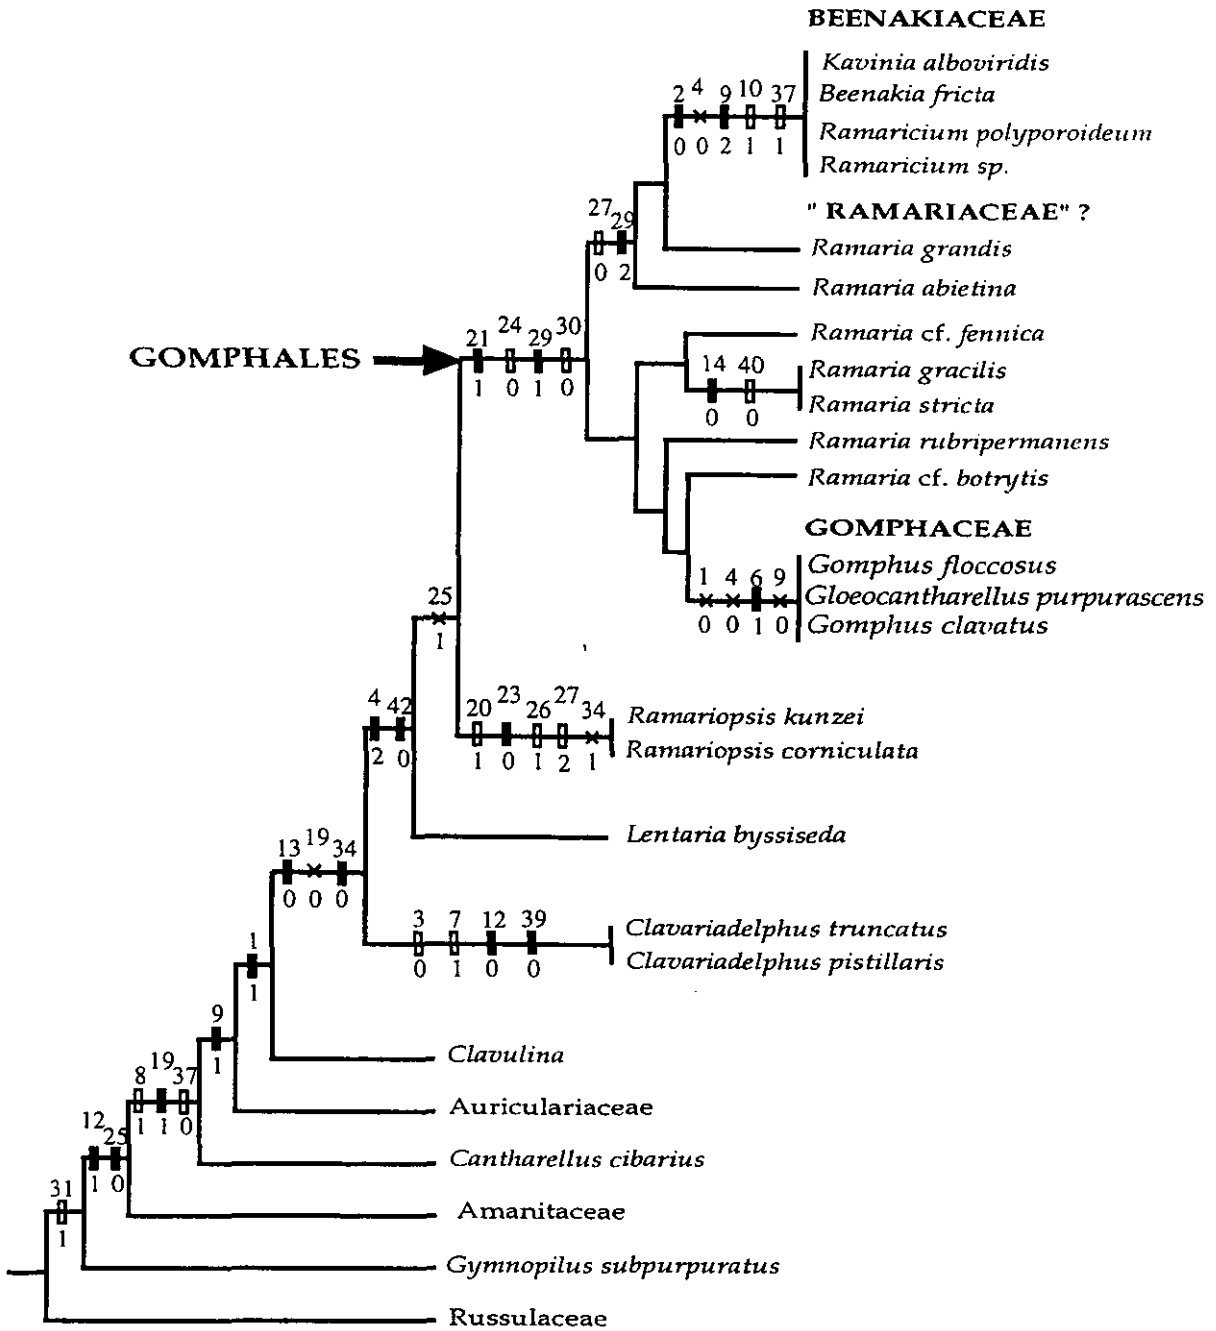 BEENAKIACEAE
Kavinia alboviridis
2 4 9 10 37
Beenakia fricta
Ramaricium polyporoideum
0 0 2 1 1
Ramaricium sp.
" RAMARIACEAE" ?
27 29
Ramaria grandis
0 2
Ramaria abietina
GOMPHALES
21 24 29 30
1 0 1 0
Ramaria cf. fennica
14 40
Ramaria gracilis
Ramaria stricta
0 0
Ramaria rubripermanens
Ramaria cf. botrytis
GOMPHACEAE
Gomphus floccosus
1 4 6 9
Gloeocantharellus purpurascens
0 0 1 0
Gomphus clavatus
25
1
4 42
2 0
20 23 26 27 34
Ramariopsis kunzei
Ramariopsis corniculata
1 0 1 2 1
Lentaria byssiseda
13 19 34
0 0 0
3 7 12 39
Clavariadelphus truncatus
Clavariadelphus pistillaris
0 1 0 0
1
1
9
1
Clavulina
8 19 37
1 1 0
Auriculariaceae
12 25
1 0
Cantharellus cibarius
31
1
Amanitaceae
Gymnopilus subpurpuratus
Russulaceae